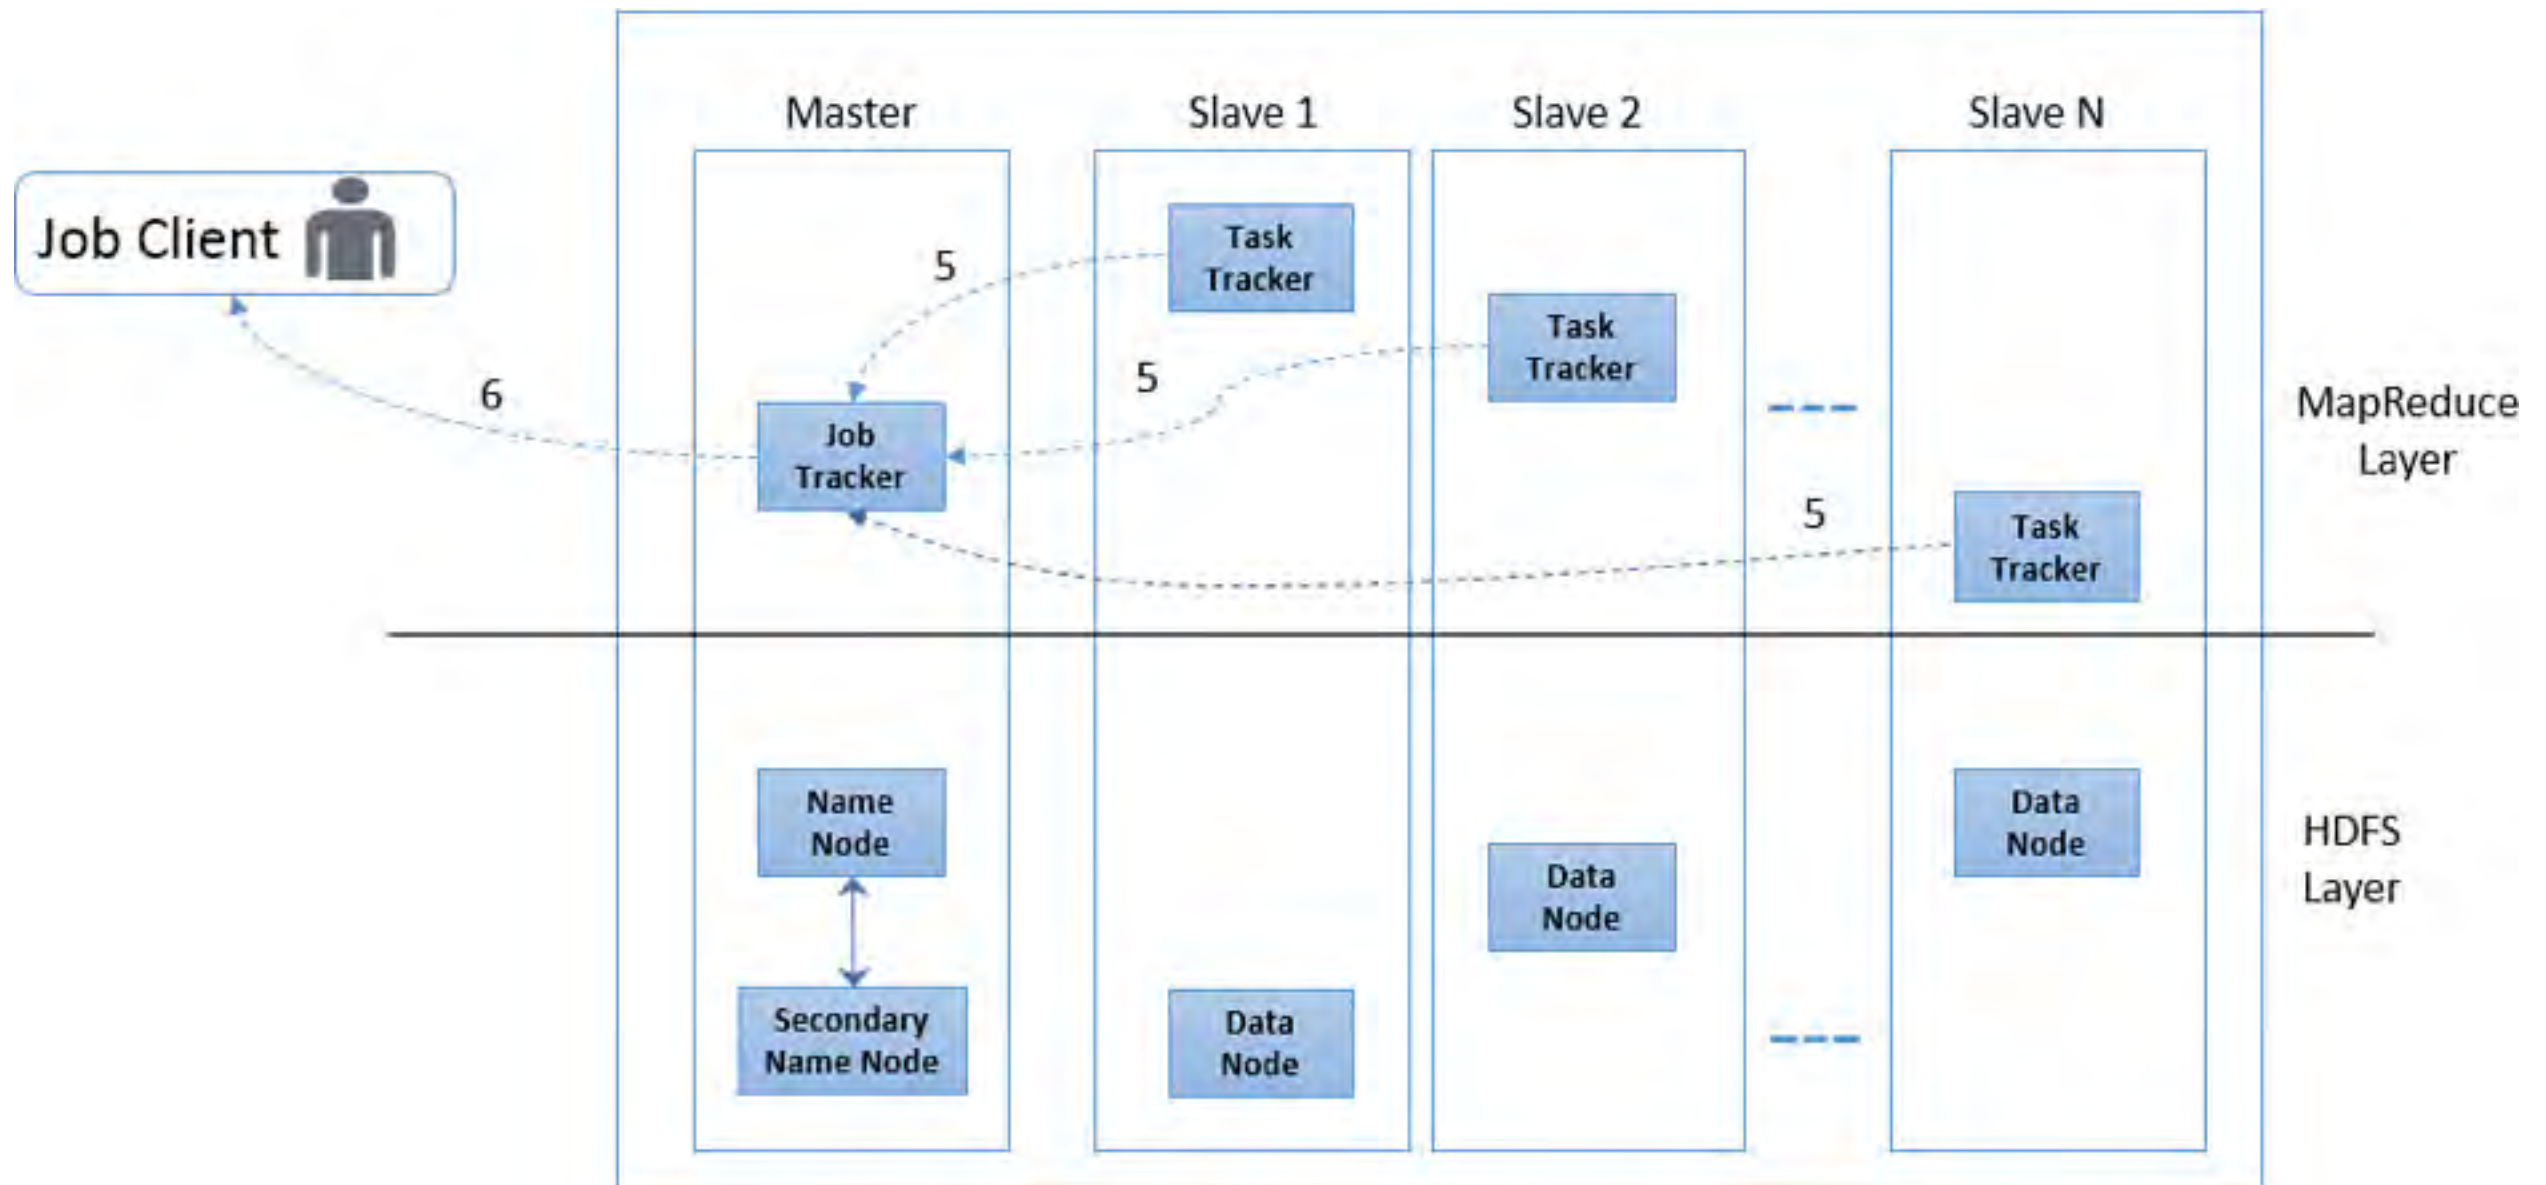 Master
Slave 1
Slave 2
Slave N
Job Client
Task
Tracker
5
Task
Tracker
5
6
Job
Tracker
MapReduce
Layer
5
Task
Tracker
Name
Node
Data
Node
HDFS
Layer
Data
Node
Secondary
Name Node
Data
Node